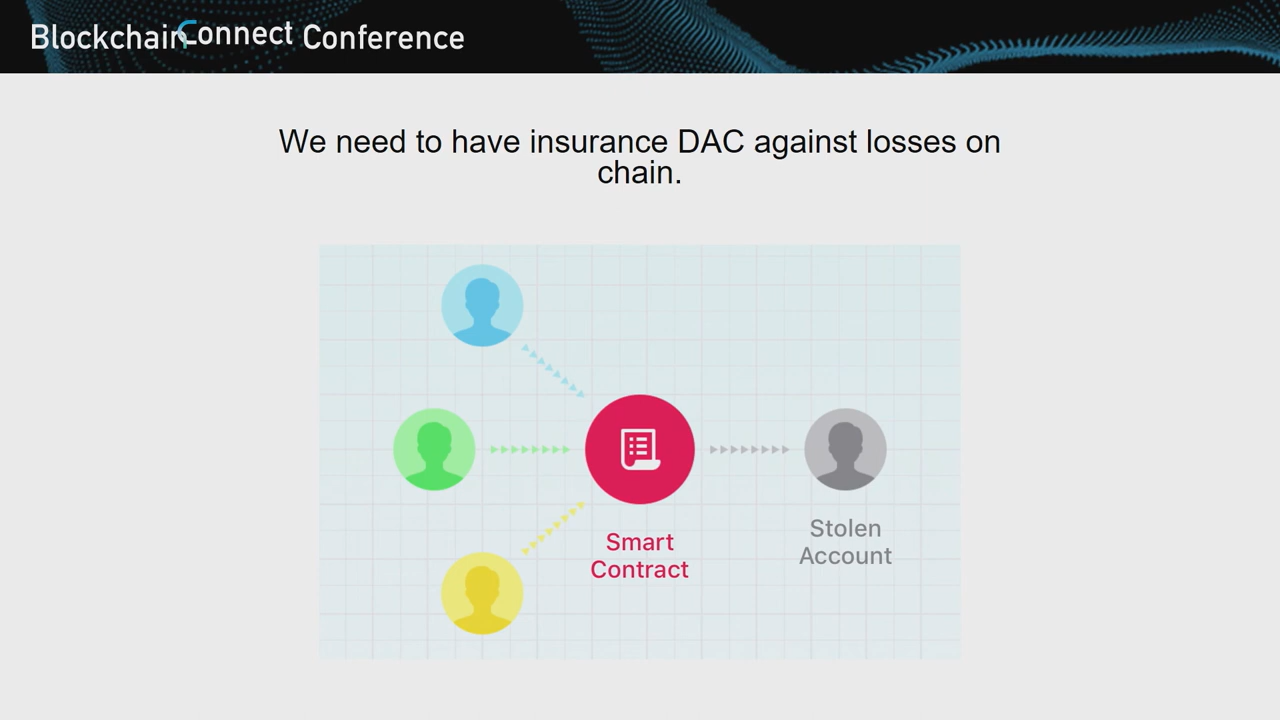 BlockchainConnect Conference
We need to have insurance DAC against losses on
chain.
Smart
Contract
Stolen
Account